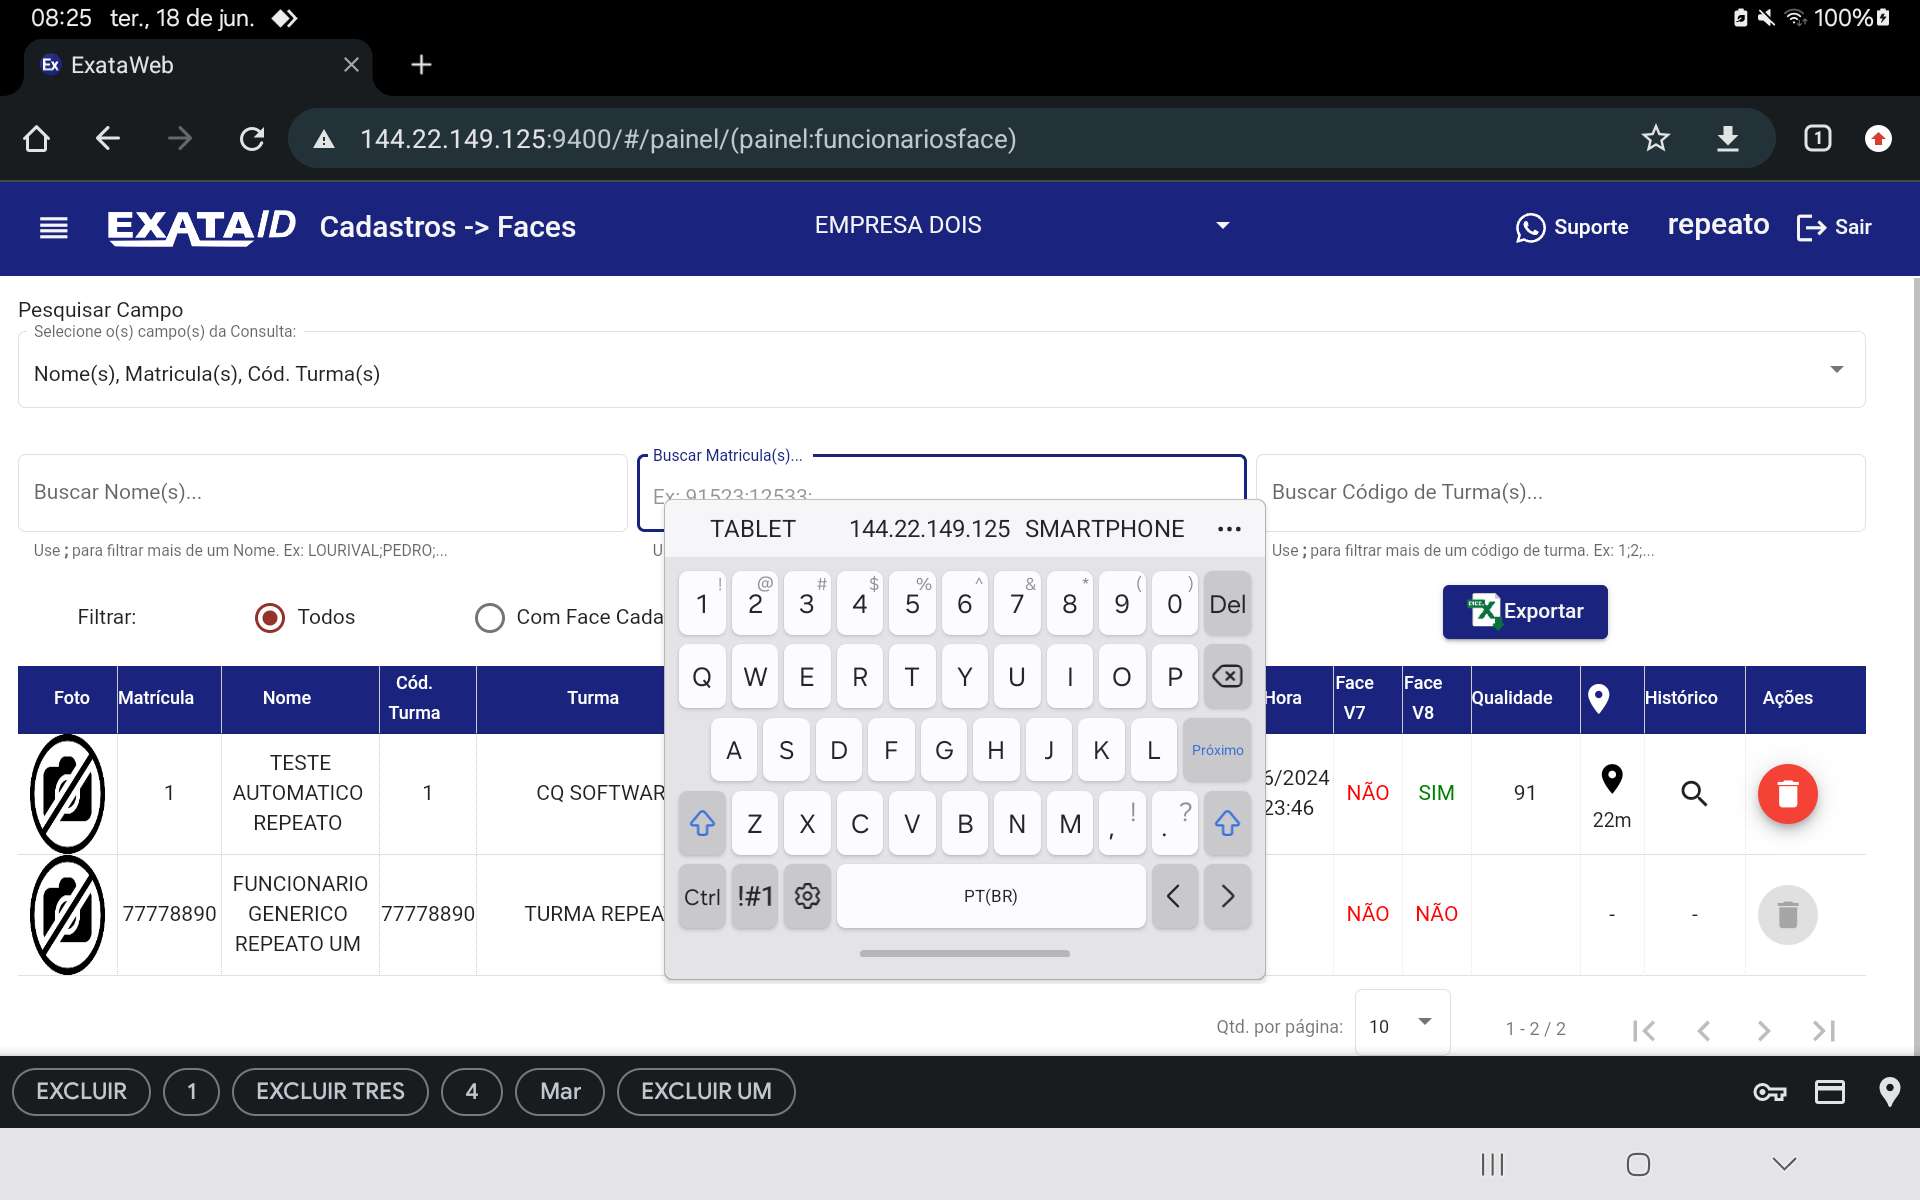 08:25 ter., 18 de jun. 100%
Ex ExataWeb
144.22.149.125:9400/#/painel/(painel:funcionariosface) 1
EXATA/ID Cadastros -> Faces EMPRESA DOIS Suporte repeato Sair
Pesquisar Campo
Selecione o(s) campo(s) da Consulta:
Nome(s), Matricula(s), Cód. Turma(s)
Buscar Matricula(s)...
Buscar Nome(s)... Ex: 91523;12533; Buscar Código de Turma(s)...
Use ; para filtrar mais de um Nome. Ex: LOURIVAL;PEDRO;... U Use ; para filtrar mais de um código de turma. Ex: 1;2;...
Filtrar: Todos Com Face Cada Exportar
Foto Matrícula Nome Cód. Turma Turma Hora Face V7 Face V8 Qualidade Histórico Ações
1 TESTE AUTOMATICO REPEATO 1 CQ SOFTWAR 6/2024 23:46 NÃO SIM 91 22m
77778890 FUNCIONARIO GENERICO REPEATO UM 77778890 TURMA REPEA NÃO NÃO - -
Qtd. por página: 10 1 - 2 / 2
TABLET 144.22.149.125 SMARTPHONE ...
! @ # $ % ^ & * ( )
1 2 3 4 5 6 7 8 9 0 Del
Q W E R T Y U I O P
A S D F G H J K L Próximo
Z X C V B N M , ! . ?
Ctrl !#1 PT(BR) < >
EXCLUIR 1 EXCLUIR TRES 4 Mar EXCLUIR UM